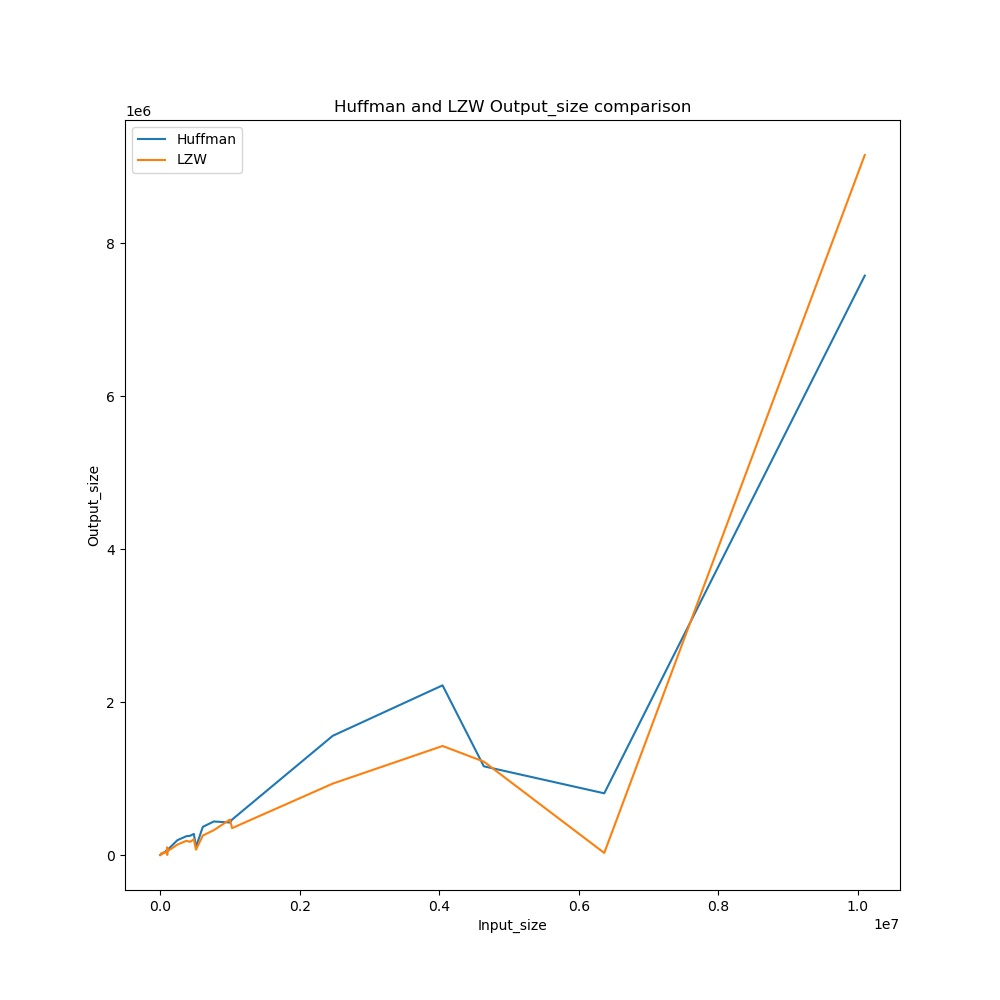 Huffman and LZW Output_size comparison
1e6
Huffman
LZW
8
6
4
2
0
Output_size
0.0 0.2 0.4 0.6 0.8 1.0
1e7
Input_size